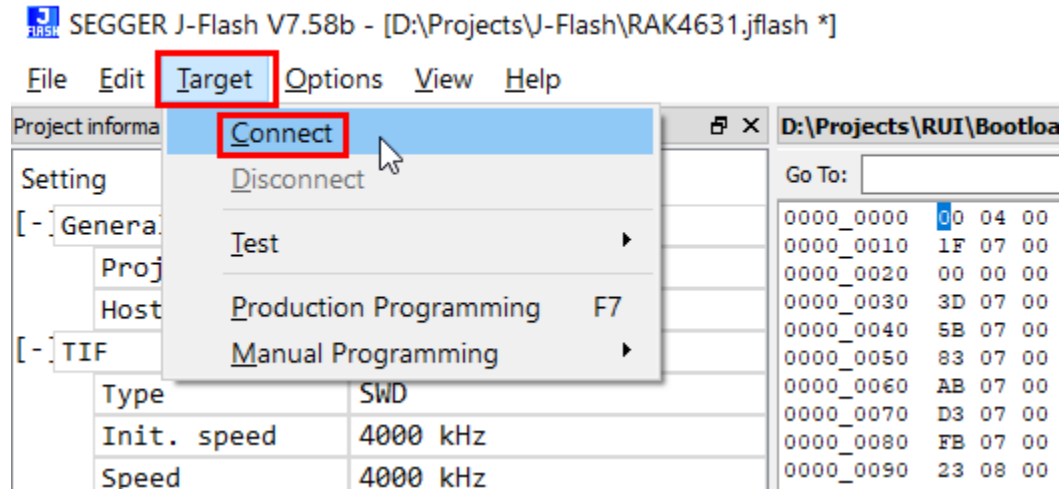 SEGGER J-Flash V7.58b - [D:\Projects\J-Flash\RAK4631.jflash *]
File Edit Target Options View Help
Project informa
Connect
Disconnect
Test
Production Programming F7
Manual Programming
Setting
[-] General
Proj
Host
[-] TIF
Type SWD
Init. speed 4000 kHz
Speed 4000 kHz
D:\Projects\RUI\Bootloa
Go To:
0000_0000 00 04 00
0000_0010 1F 07 00
0000_0020 00 00 00
0000_0030 3D 07 00
0000_0040 5B 07 00
0000_0050 83 07 00
0000_0060 AB 07 00
0000_0070 D3 07 00
0000_0080 FB 07 00
0000_0090 23 08 00